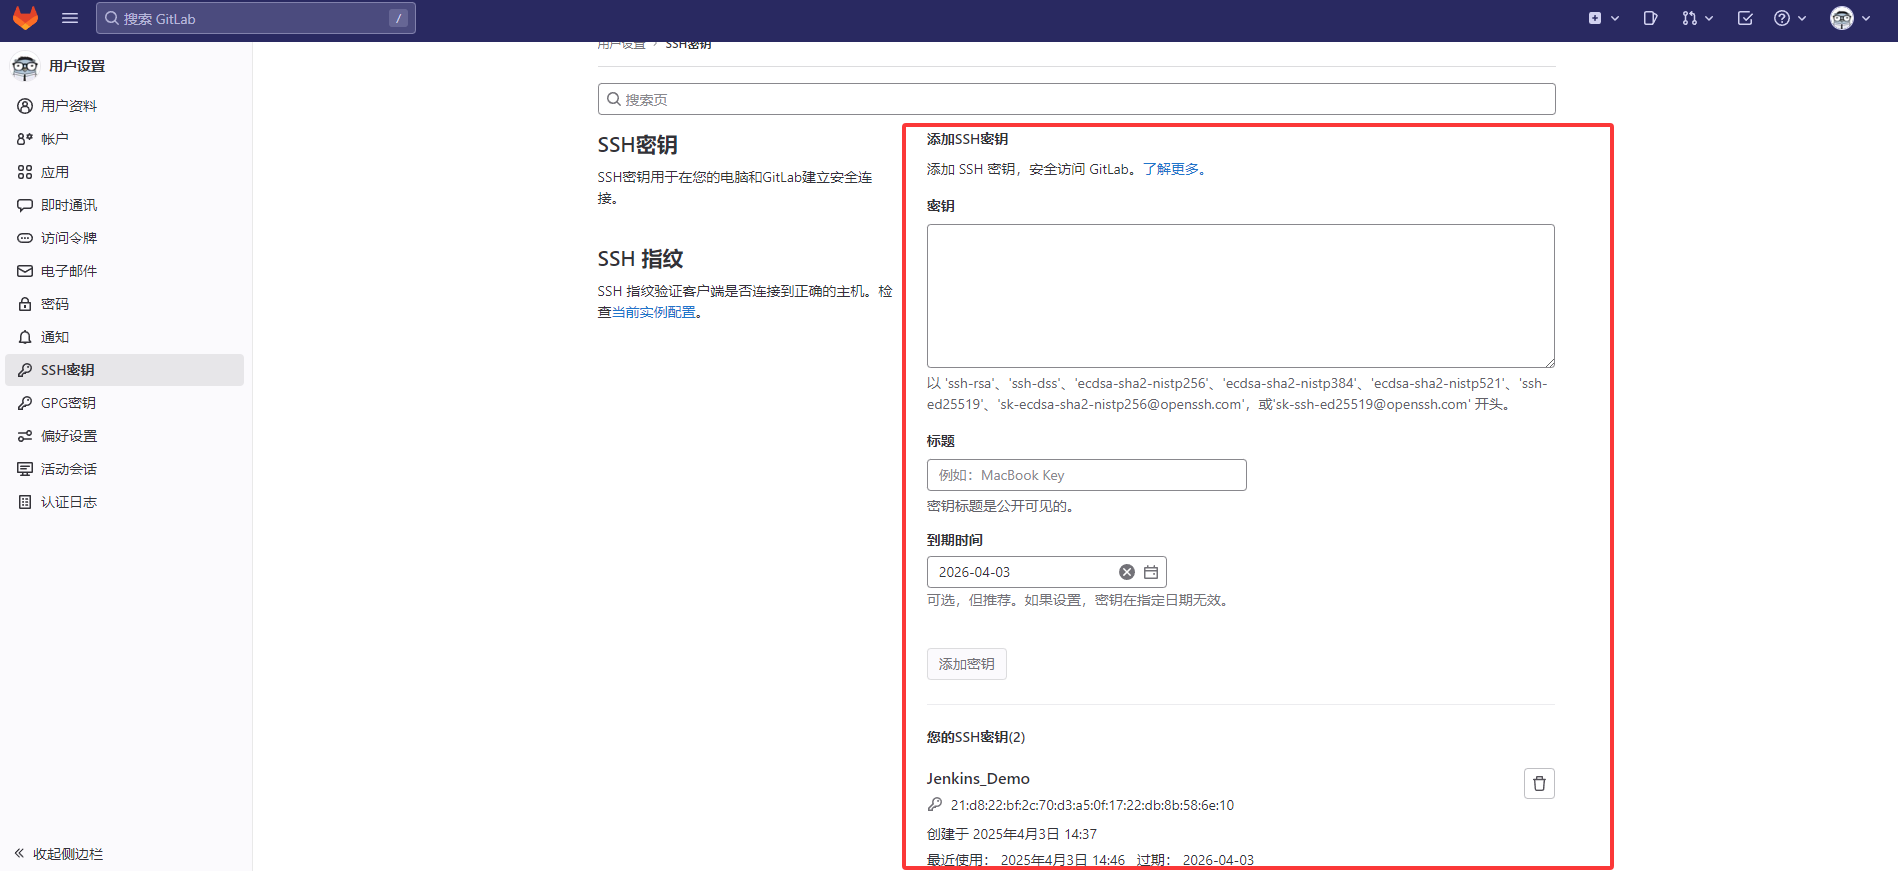 搜索 GitLab /
用户设置
用户资料
帐户
应用
即时通讯
访问令牌
电子邮件
密码
通知
SSH密钥
GPG密钥
偏好设置
活动会话
认证日志
收起侧边栏
用户设置 › SSH密钥
搜索页
SSH密钥
SSH密钥用于在您的电脑和GitLab建立安全连
接。
SSH 指纹
SSH 指纹验证客户端是否连接到正确的主机。检
查当前实例配置。
添加SSH密钥
添加 SSH 密钥，安全访问 GitLab。了解更多。
密钥
以 'ssh-rsa'、'ssh-dss'、'ecdsa-sha2-nistp256'、'ecdsa-sha2-nistp384'、'ecdsa-sha2-nistp521'、'ssh-
ed25519'、'sk-ecdsa-sha2-nistp256@openssh.com'，或'sk-ssh-ed25519@openssh.com' 开头。
标题
例如：MacBook Key
密钥标题是公开可见的。
到期时间
2026-04-03
可选，但推荐。如果设置，密钥在指定日期无效。
添加密钥
您的SSH密钥(2)
Jenkins_Demo
21:d8:22:bf:2c:70:d3:a5:0f:17:22:db:8b:58:6e:10
创建于 2025年4月3日 14:37
最近使用： 2025年4月3日 14:46 过期： 2026-04-03